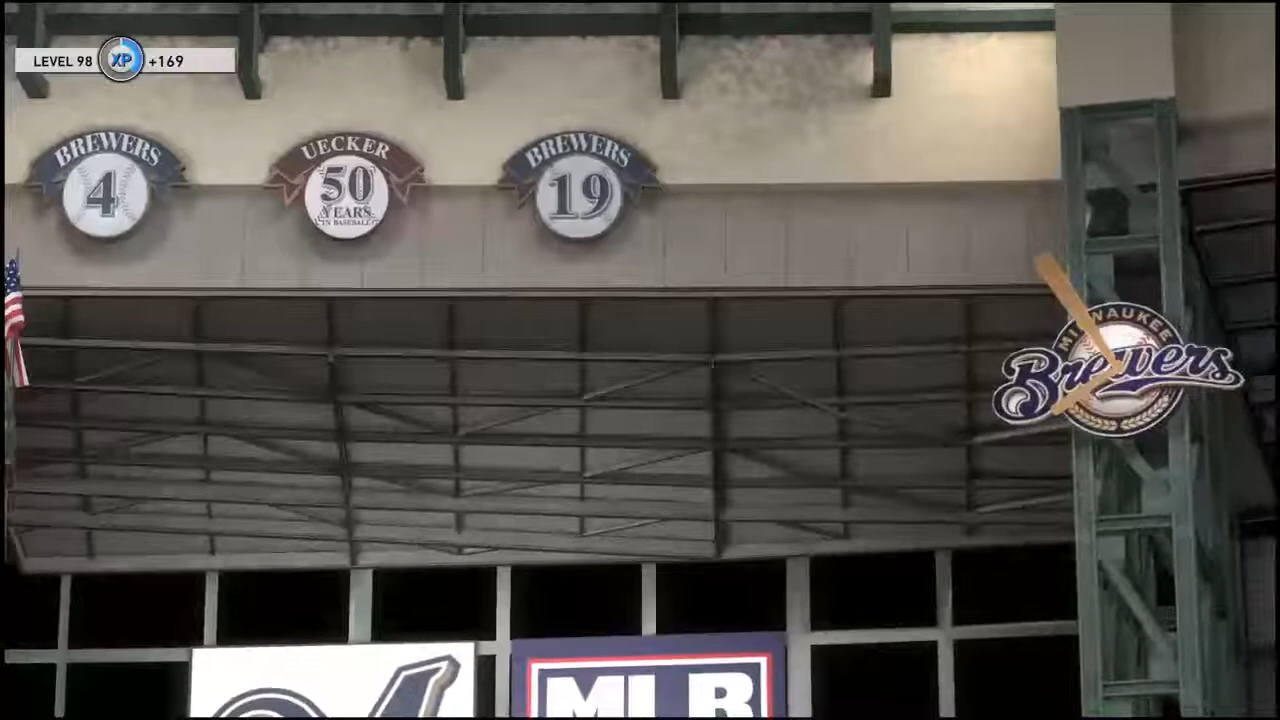 LEVEL 98 XP +169
BREWERS
4
UECKER
50
YEARS
IN BASEBALL
BREWERS
19
MILWAUKEE
Brewers
MLB